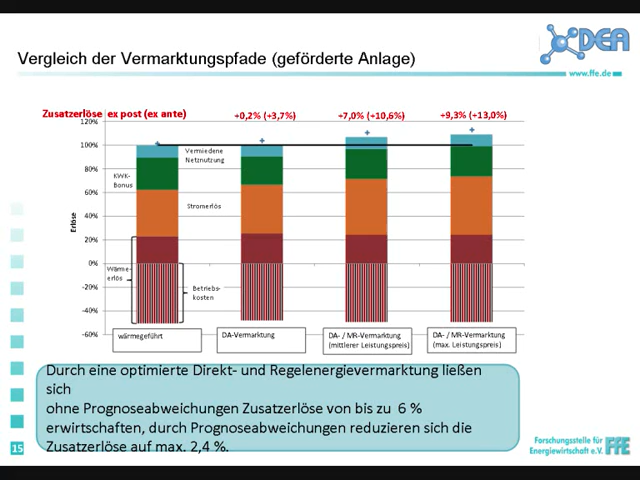 IDEA
Vergleich der Vermarktungspfade (geförderte Anlage)
www.ffe.de
Zusatzerlöse ex post (ex ante) +0,2% (+3,7%) +7,0% (+10,6%) +9,3% (+13,0%)
120%
100%
80%
60%
40%
20%
0%
-20%
-40%
-60%
Erlöse
Vermiedene
Netznutzung
KWK-
Bonus
Stromerlös
Wärme-
erlös
Betriebs-
kosten
wärmegeführt
DA-Vermarktung
DA- / MR-Vermarktung
(mittlerer Leistungspreis)
DA- / MR-Vermarktung
(max. Leistungspreis)
Durch eine optimierte Direkt- und Regelenergievermarktung ließen
sich
ohne Prognoseabweichungen Zusatzerlöse von bis zu 6 %
erwirtschaften, durch Prognoseabweichungen reduzieren sich die
Zusatzerlöse auf max. 2,4 %.
15
Forschungsstelle für
Energiewirtschaft e.V.
FfE